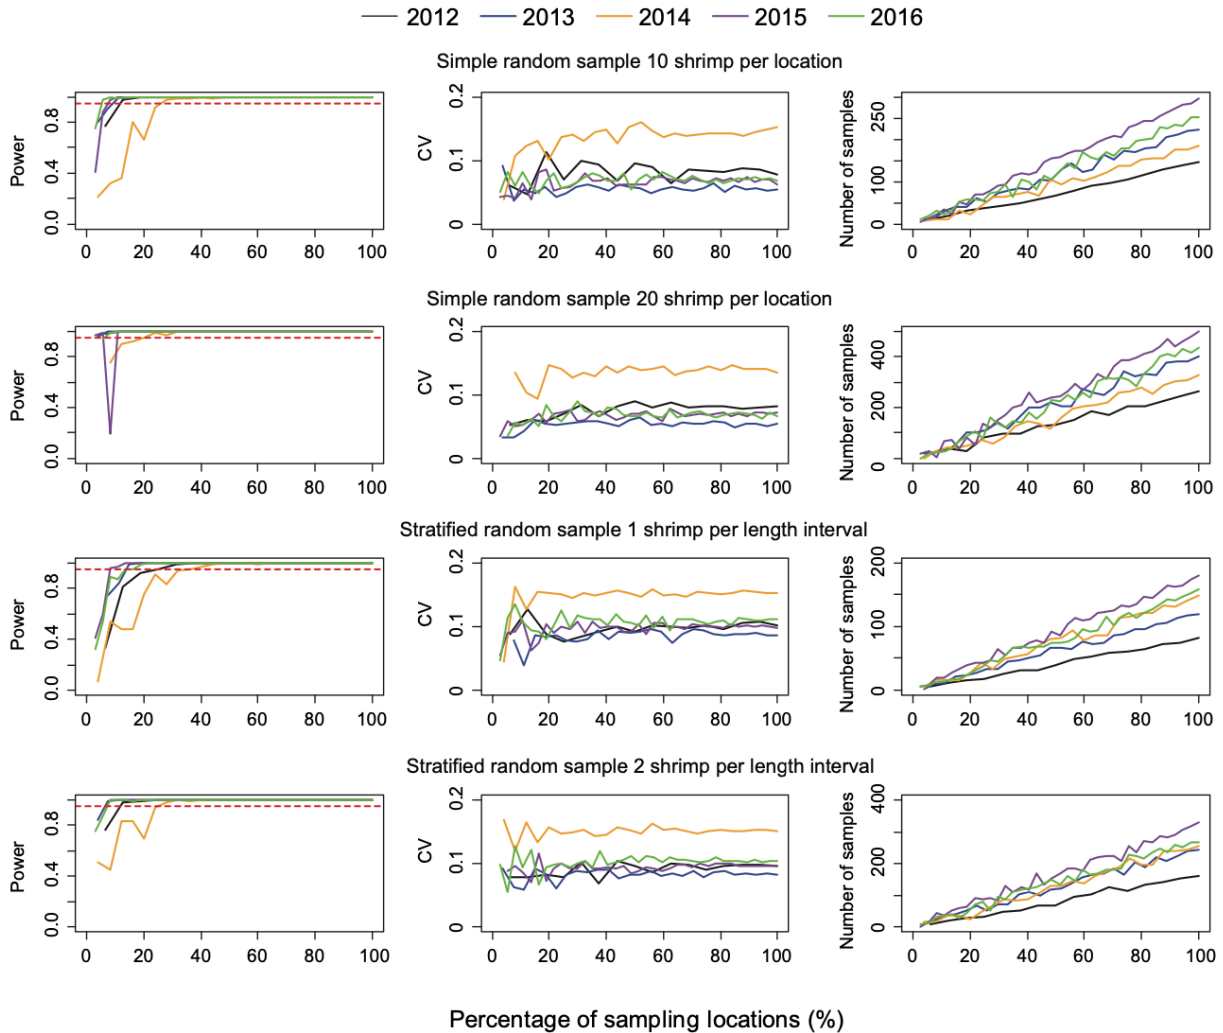 2012 2013 2014 2015 2016
Simple random sample 10 shrimp per location
Power
0.0 0.4 0.8
0 20 40 60 80 100
CV
0 0.1 0.2
0 20 40 60 80 100
Number of samples
0 100 250
0 20 40 60 80 100
Simple random sample 20 shrimp per location
Power
0.0 0.4 0.8
0 20 40 60 80 100
CV
0 0.1 0.2
0 20 40 60 80 100
Number of samples
0 200 400
0 20 40 60 80 100
Stratified random sample 1 shrimp per length interval
Power
0.0 0.4 0.8
0 20 40 60 80 100
CV
0 0.1 0.2
0 20 40 60 80 100
Number of samples
0 100 200
0 20 40 60 80 100
Stratified random sample 2 shrimp per length interval
Power
0.0 0.4 0.8
0 20 40 60 80 100
CV
0 0.1 0.2
0 20 40 60 80 100
Number of samples
0 200 400
0 20 40 60 80 100
Percentage of sampling locations (%)